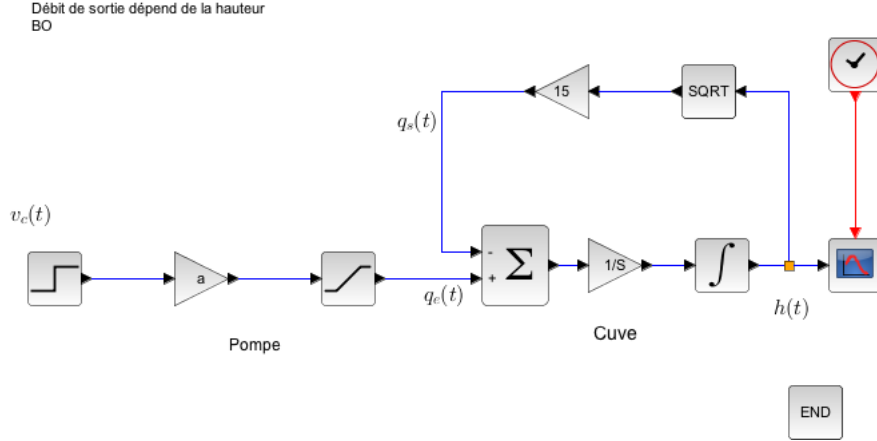 Débit de sortie dépend de la hauteur
BO
15
SQRT
q_s(t)
v_c(t)
-
+
Σ
a
1/S
∫
q_e(t)
h(t)
Pompe
Cuve
END